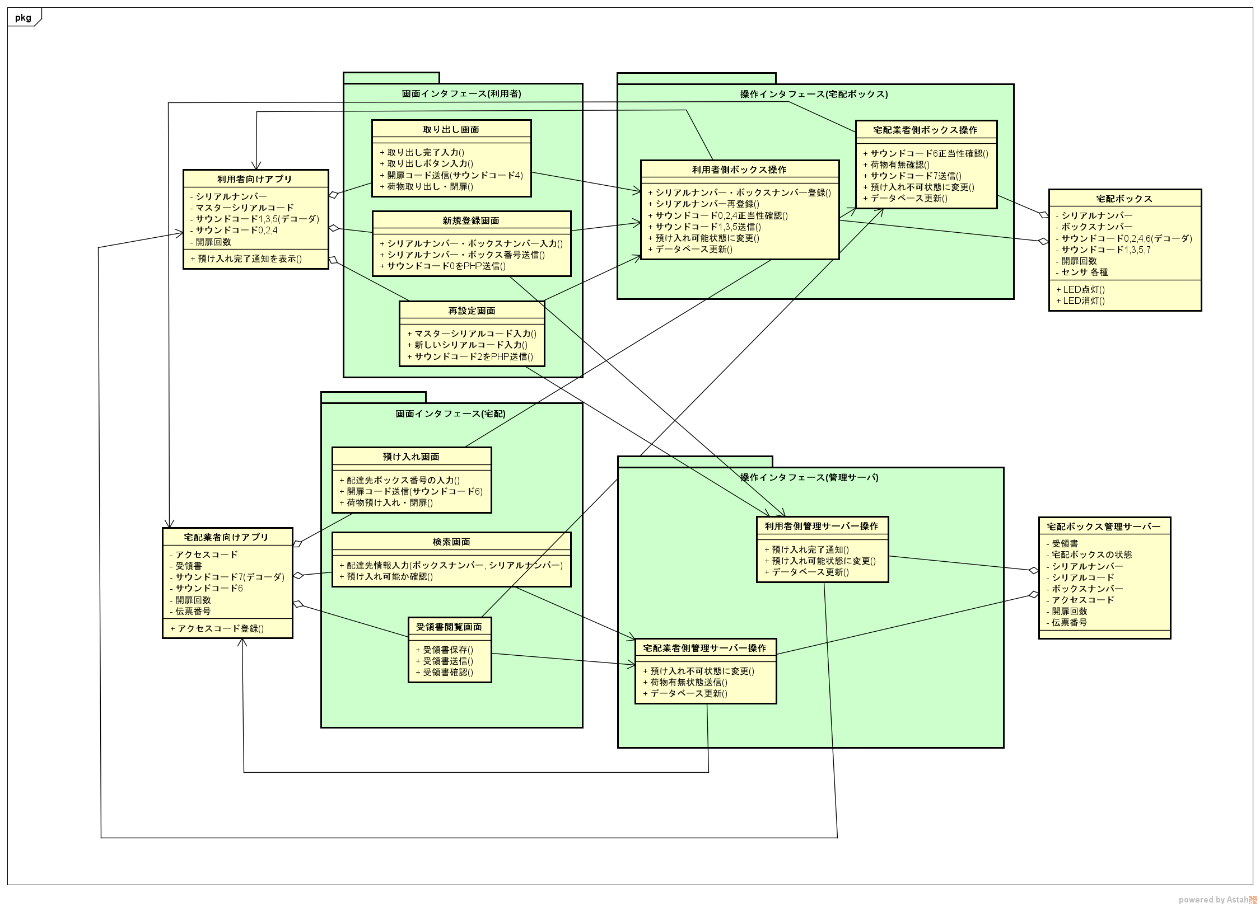 pkg
画面インタフェース(利用者)
取り出し画面
+ 取り出し完了入力()
+ 取り出しボタン入力()
+ 開扉コード送信(サウンドコード4)
+ 荷物取り出し・閉扉()
新規登録画面
+ シリアルナンバー・ボックスナンバー入力()
+ シリアルナンバー・ボックス番号送信()
+ サウンドコード0をPHP送信()
再設定画面
+ マスターシリアルコード入力()
+ 新しいシリアルコード入力()
+ サウンドコード2をPHP送信()
操作インタフェース(宅配ボックス)
宅配業者側ボックス操作
+ サウンドコード6正当性確認()
+ 荷物有無確認()
+ サウンドコード7送信()
+ 預け入れ不可状態に変更()
+ データベース更新()
利用者側ボックス操作
+ シリアルナンバー・ボックスナンバー登録()
+ シリアルナンバー再登録()
+ サウンドコード0,2,4正当性確認()
+ サウンドコード1,3,5送信()
+ 預け入れ可能状態に変更()
+ データベース更新()
利用者向けアプリ
- シリアルナンバー
- マスターシリアルコード
- サウンドコード1,3,5(デコーダ)
- サウンドコード0,2,4
- 開扉回数
+ 預け入れ完了通知を表示()
宅配ボックス
- シリアルナンバー
- ボックスナンバー
- サウンドコード0,2,4,6(デコーダ)
- サウンドコード1,3,5,7
- 開扉回数
- センサ 各種
+ LED点灯()
+ LED消灯()
画面インタフェース(宅配)
預け入れ画面
+ 配達先ボックス番号の入力()
+ 開扉コード送信(サウンドコード6)
+ 荷物預け入れ・閉扉()
検索画面
+ 配達先情報入力(ボックスナンバー, シリアルナンバー)
+ 預け入れ可能か確認()
受領書閲覧画面
+ 受領書保存()
+ 受領書送信()
+ 受領書確認()
宅配業者向けアプリ
- アクセスコード
- 受領書
- サウンドコード7(デコーダ)
- サウンドコード6
- 開扉回数
- 伝票番号
+ アクセスコード登録()
操作インタフェース(管理サーバ)
利用者側管理サーバー操作
+ 預け入れ完了通知()
+ 預け入れ可能状態に変更()
+ データベース更新()
宅配業者側管理サーバー操作
+ 預け入れ不可状態に変更()
+ 荷物有無状態送信()
+ データベース更新()
宅配ボックス管理サーバー
- 受領書
- 宅配ボックスの状態
- シリアルナンバー
- シリアルコード
- ボックスナンバー
- アクセスコード
- 開扉回数
- 伝票番号
powered by Astah